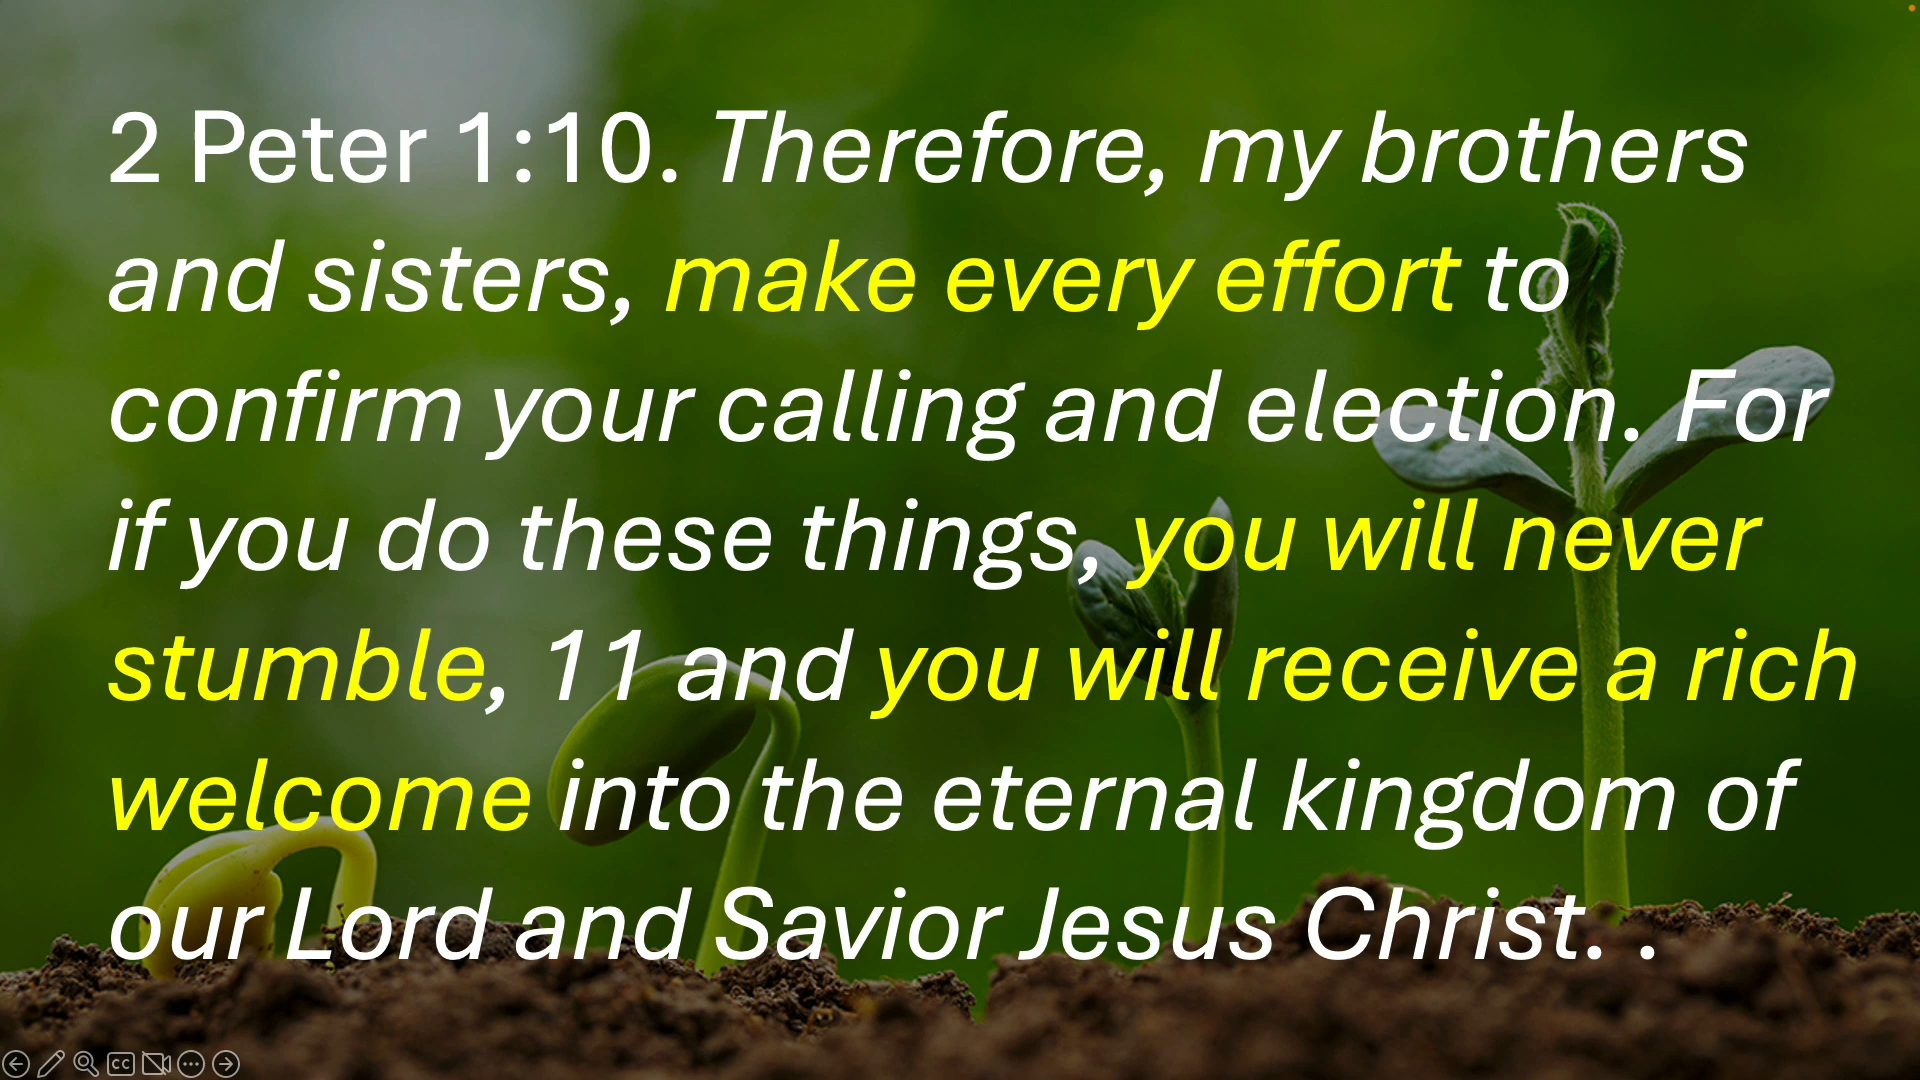 2 Peter 1:10. Therefore, my brothers
and sisters, make every effort to
confirm your calling and election. For
if you do these things, you will never
stumble, 11 and you will receive a rich
welcome into the eternal kingdom of
our Lord and Savior Jesus Christ. .
CC